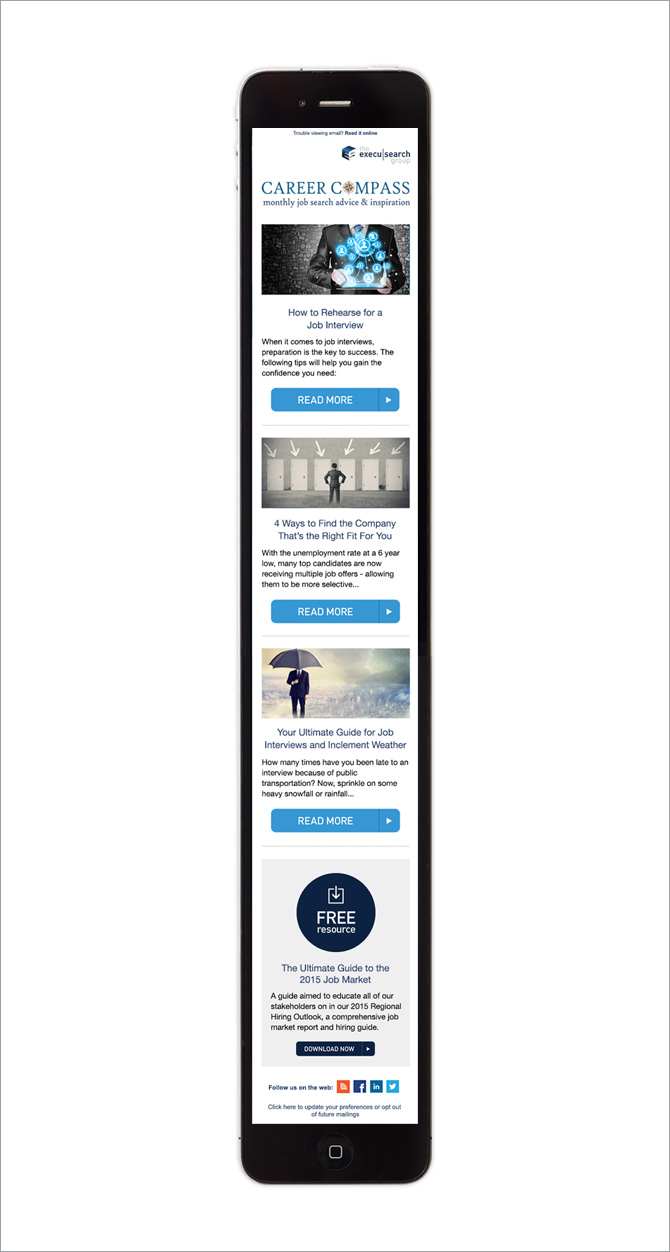 Trouble viewing email? Read it online
the
execu|search
group
CAREER COMPASS
monthly job search advice & inspiration
How to Rehearse for a
Job Interview
When it comes to job interviews,
preparation is the key to success. The
following tips will help you gain the
confidence you need:
READ MORE
4 Ways to Find the Company
That's the Right Fit For You
With the unemployment rate at a 6 year
low, many top candidates are now
receiving multiple job offers - allowing
them to be more selective...
READ MORE
Your Ultimate Guide for Job
Interviews and Inclement Weather
How many times have you been late to an
interview because of public
transportation? Now, sprinkle on some
heavy snowfall or rainfall...
READ MORE
FREE
resource
The Ultimate Guide to the
2015 Job Market
A guide aimed to educate all of our
stakeholders on in our 2015 Regional
Hiring Outlook, a comprehensive job
market report and hiring guide.
DOWNLOAD NOW
Follow us on the web:
Click here to update your preferences or opt out
of future mailings